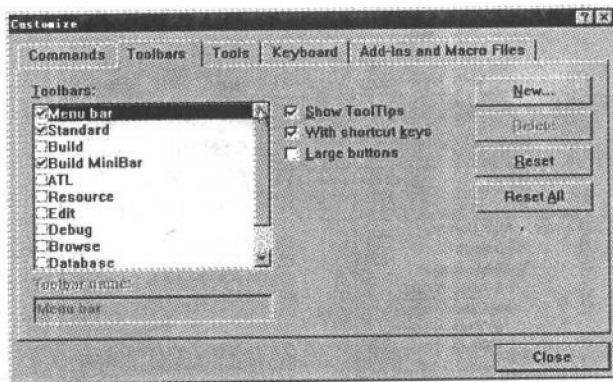 Customize
Commands
Toolbars
Tools
Keyboard
Add-ins and Macro Files
Toolbars:
Menu bar
Standard
Build
Build MiniBar
ATL
Resource
Edit
Debug
Browse
Database
Toolbar name:
Menu bar
Show ToolTips
With shortcut keys
Large buttons
New...
Delete
Reset
Reset All
Close